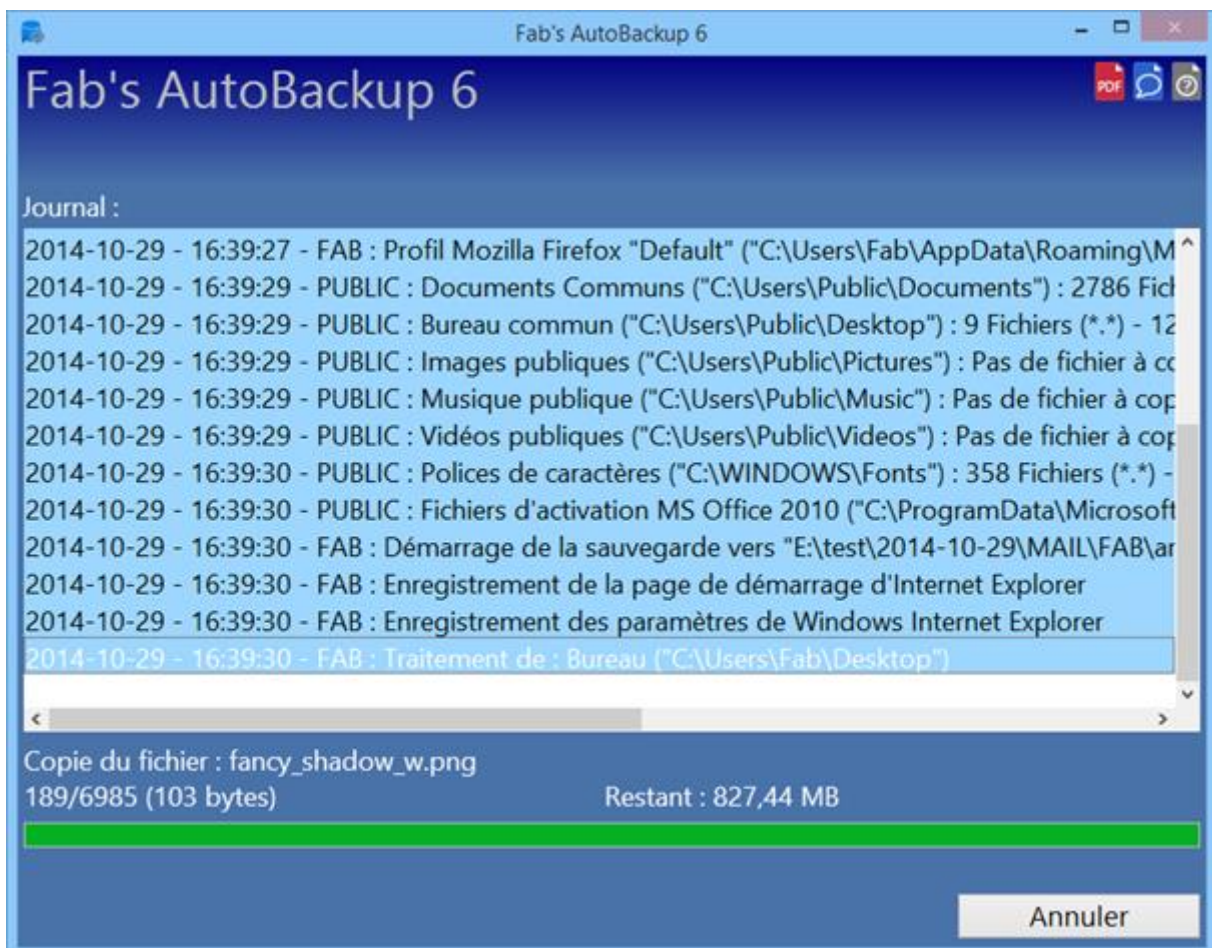 Fab's AutoBackup 6
Fab's AutoBackup 6
PDF
Journal :
2014-10-29 - 16:39:27 - FAB : Profil Mozilla Firefox "Default" ("C:\Users\Fab\AppData\Roaming\M
2014-10-29 - 16:39:29 - PUBLIC : Documents Communs ("C:\Users\Public\Documents") : 2786 Fich
2014-10-29 - 16:39:29 - PUBLIC : Bureau commun ("C:\Users\Public\Desktop") : 9 Fichiers (*.*) - 12
2014-10-29 - 16:39:29 - PUBLIC : Images publiques ("C:\Users\Public\Pictures") : Pas de fichier à co
2014-10-29 - 16:39:29 - PUBLIC : Musique publique ("C:\Users\Public\Music") : Pas de fichier à cop
2014-10-29 - 16:39:29 - PUBLIC : Vidéos publiques ("C:\Users\Public\Videos") : Pas de fichier à cop
2014-10-29 - 16:39:30 - PUBLIC : Polices de caractères ("C:\WINDOWS\Fonts") : 358 Fichiers (*.*) -
2014-10-29 - 16:39:30 - PUBLIC : Fichiers d'activation MS Office 2010 ("C:\ProgramData\Microsoft
2014-10-29 - 16:39:30 - FAB : Démarrage de la sauvegarde vers "E:\test\2014-10-29\MAIL\FAB\ar
2014-10-29 - 16:39:30 - FAB : Enregistrement de la page de démarrage d'Internet Explorer
2014-10-29 - 16:39:30 - FAB : Enregistrement des paramètres de Windows Internet Explorer
2014-10-29 - 16:39:30 - FAB : Traitement de : Bureau ("C:\Users\Fab\Desktop")
Copie du fichier : fancy_shadow_w.png
189/6985 (103 bytes) Restant : 827,44 MB
Annuler